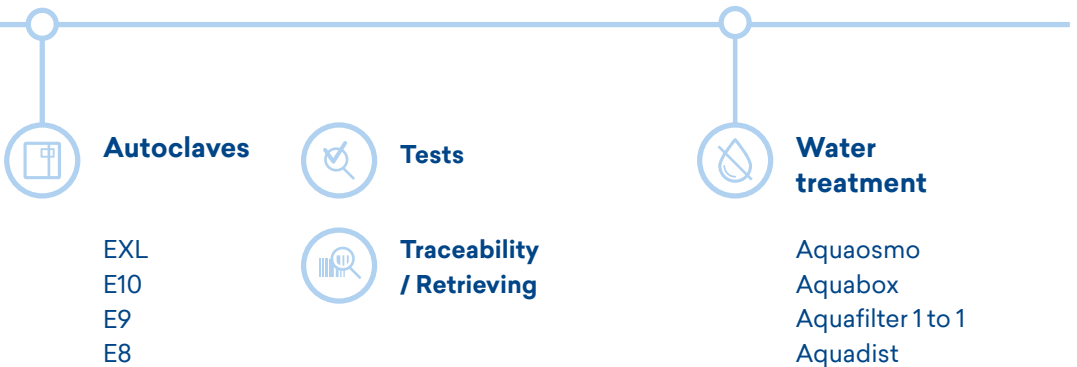 Autoclaves
EXL
E10
E9
E8
Tests
Traceability
/ Retrieving
Water
treatment
Aquaosmo
Aquabox
Aquafilter 1 to 1
Aquadist